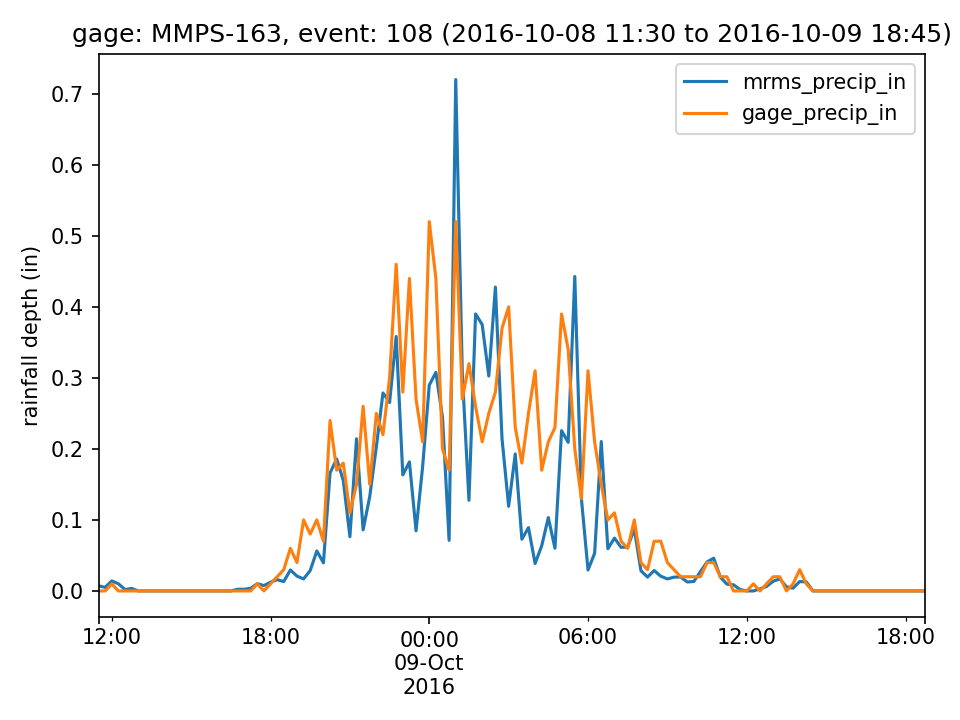 gage: MMPS-163, event: 108 (2016-10-08 11:30 to 2016-10-09 18:45)
mrms_precip_in
gage_precip_in
rainfall depth (in)
0.7
0.6
0.5
0.4
0.3
0.2
0.1
0.0
12:00 18:00 00:00 06:00 12:00 18:00
09-Oct
2016